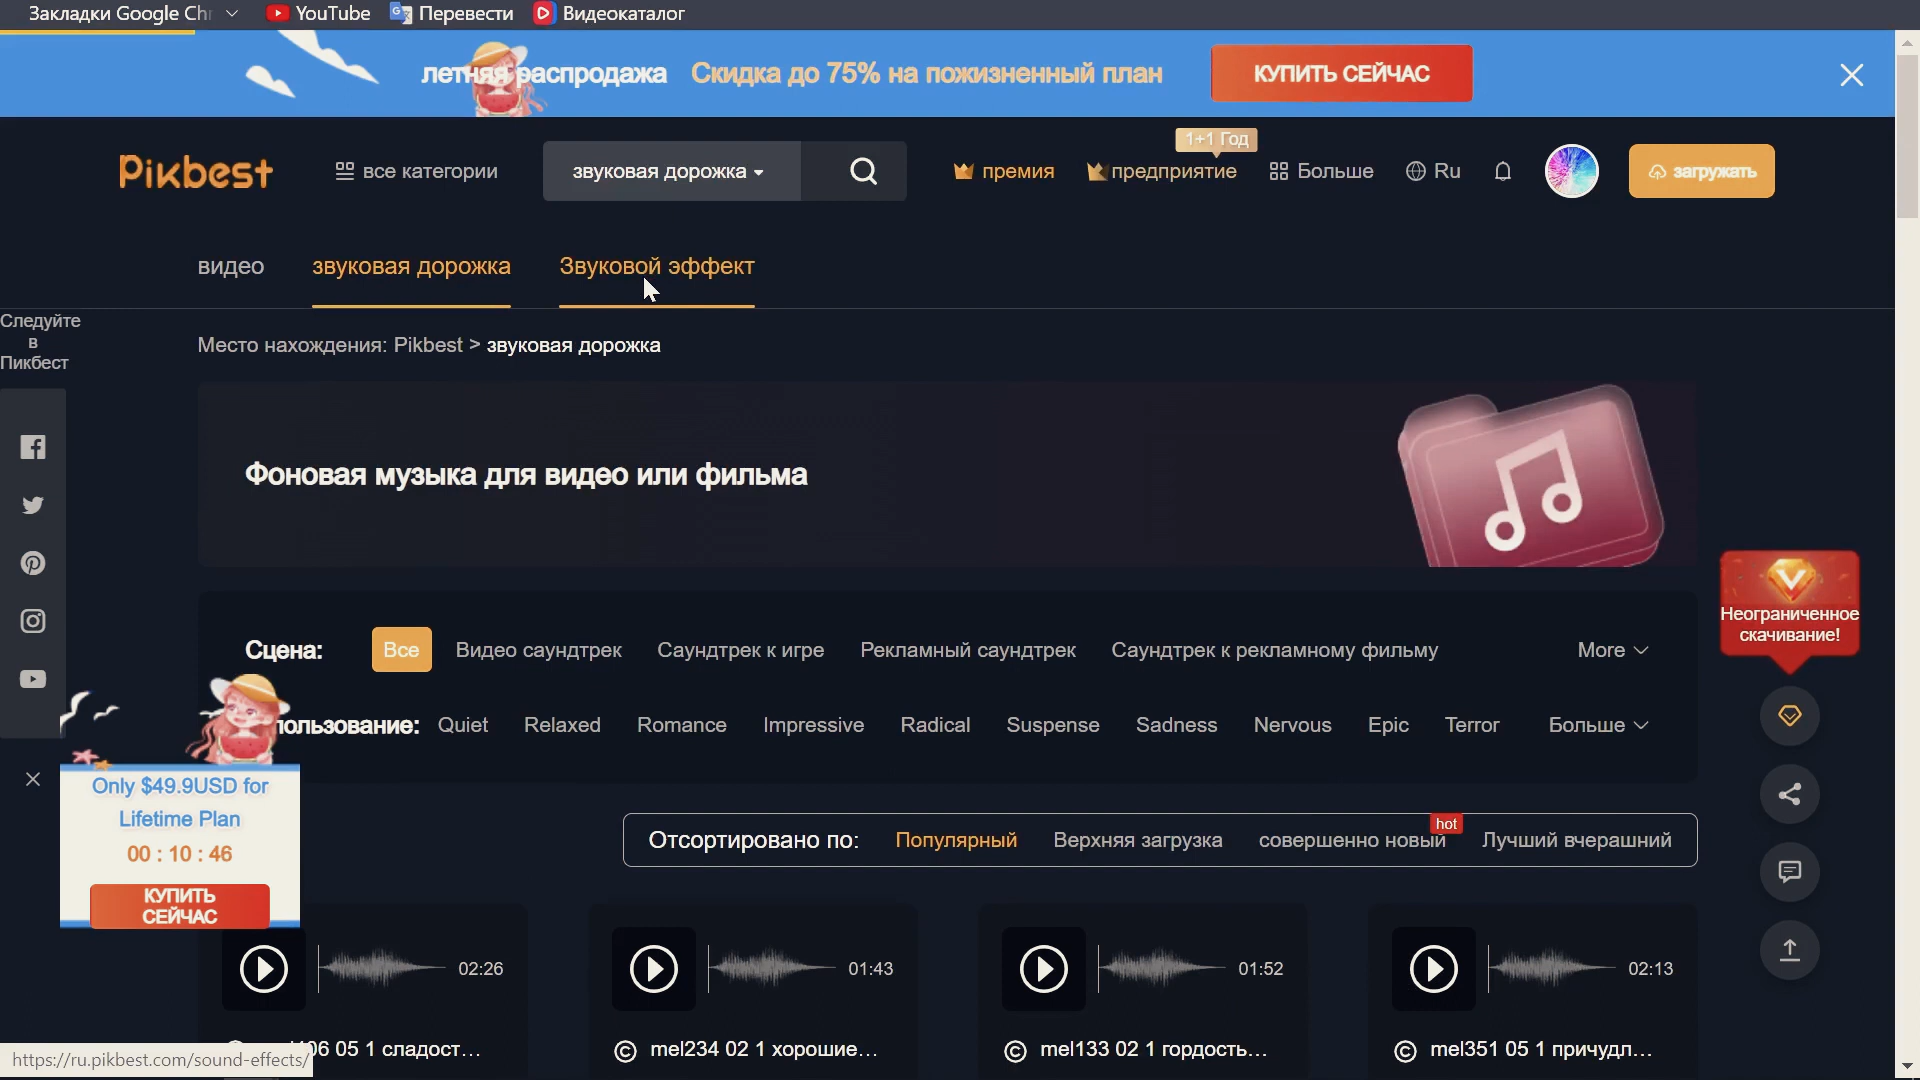 Закладки Google Chr
YouTube
Перевести
Видеокаталог
летняя распродажа
Скидка до 75% на пожизненный план
КУПИТЬ СЕЙЧАС
1+1 Год
Pikbest
все категории
звуковая дорожка
премия
предприятие
Больше
Ru
загружать
видео
звуковая дорожка
Звуковой эффект
Следуйте
в
Пикбест
Место нахождения: Pikbest > звуковая дорожка
Фоновая музыка для видео или фильма
Неограниченное
скачивание!
Сцена:
Все
Видео саундтрек
Саундтрек к игре
Рекламный саундтрек
Саундтрек к рекламному фильму
More
пользование:
Quiet
Relaxed
Romance
Impressive
Radical
Suspense
Sadness
Nervous
Epic
Terror
Больше
Only $49.9USD for
Lifetime Plan
00 : 10 : 46
КУПИТЬ
СЕЙЧАС
Отсортировано по:
Популярный
Верхняя загрузка
совершенно новый
hot
Лучший вчерашний
02:26
01:43
01:52
02:13
06 05 1 сладост...
© mel234 02 1 хорошие...
© mel133 02 1 гордость...
© mel351 05 1 причудл...
https://ru.pikbest.com/sound-effects/